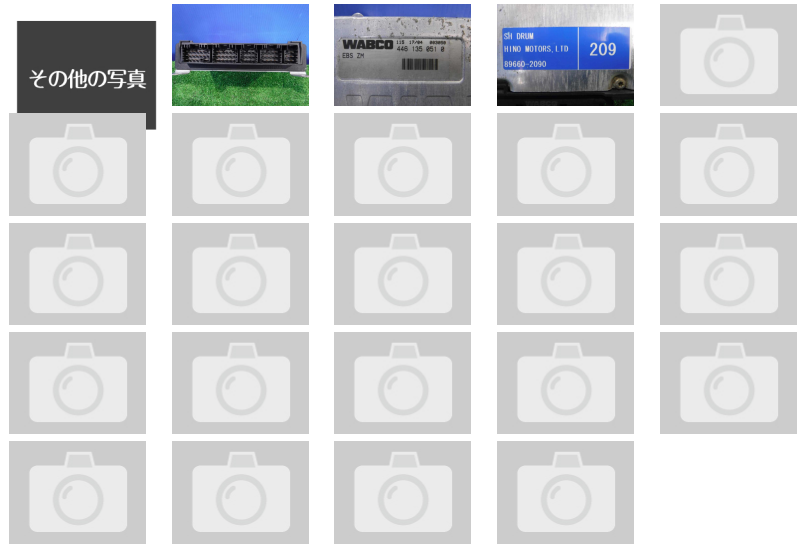 その他の写真
WABCO
446 135 051 0
EBS ZM
SH DRUM
HINO MOTORS, LTD
209
89660-2090